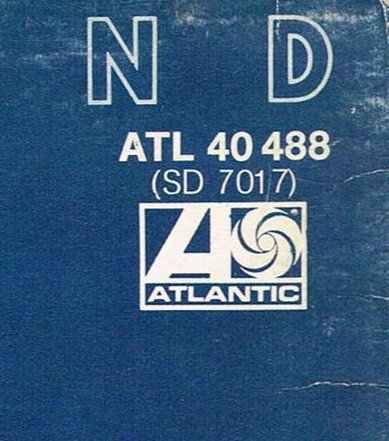 N D
ATL 40 488
(SD 7017)
ATLANTIC